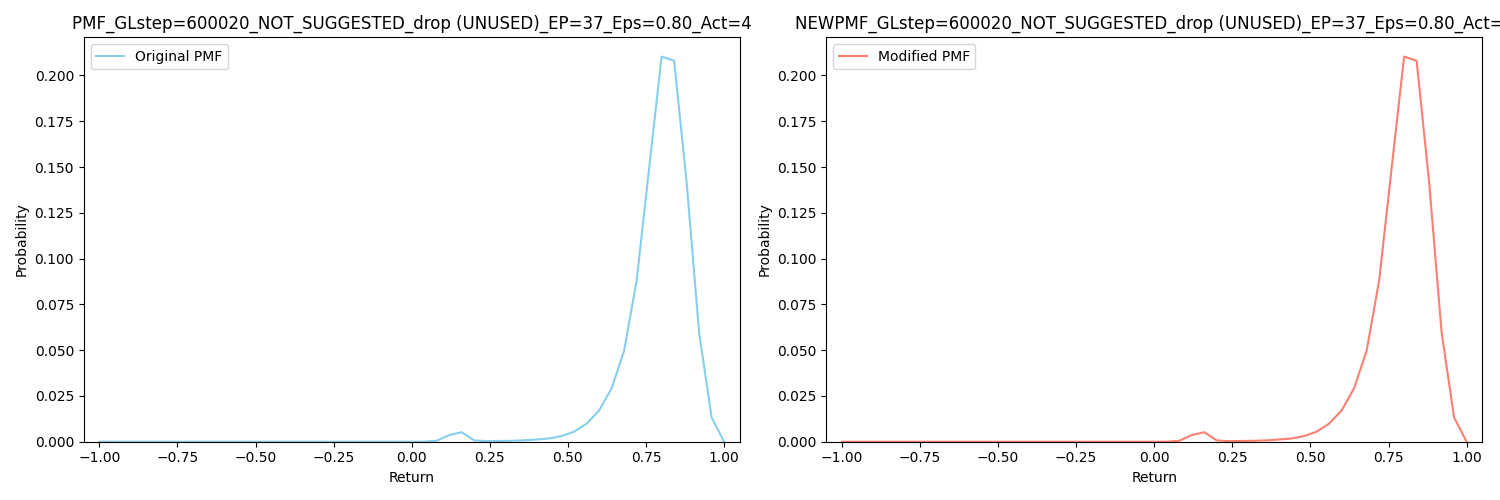 PMF_GLstep=600020_NOT_SUGGESTED_drop (UNUSED)_EP=37_Eps=0.80_Act=4
Original PMF
0.200
0.175
0.150
0.125
0.100
0.075
0.050
0.025
0.000
Probability
−1.00 −0.75 −0.50 −0.25 0.00 0.25 0.50 0.75 1.00
Return
NEWPMF_GLstep=600020_NOT_SUGGESTED_drop (UNUSED)_EP=37_Eps=0.80_Act=
Modified PMF
0.200
0.175
0.150
0.125
0.100
0.075
0.050
0.025
0.000
Probability
−1.00 −0.75 −0.50 −0.25 0.00 0.25 0.50 0.75 1.00
Return